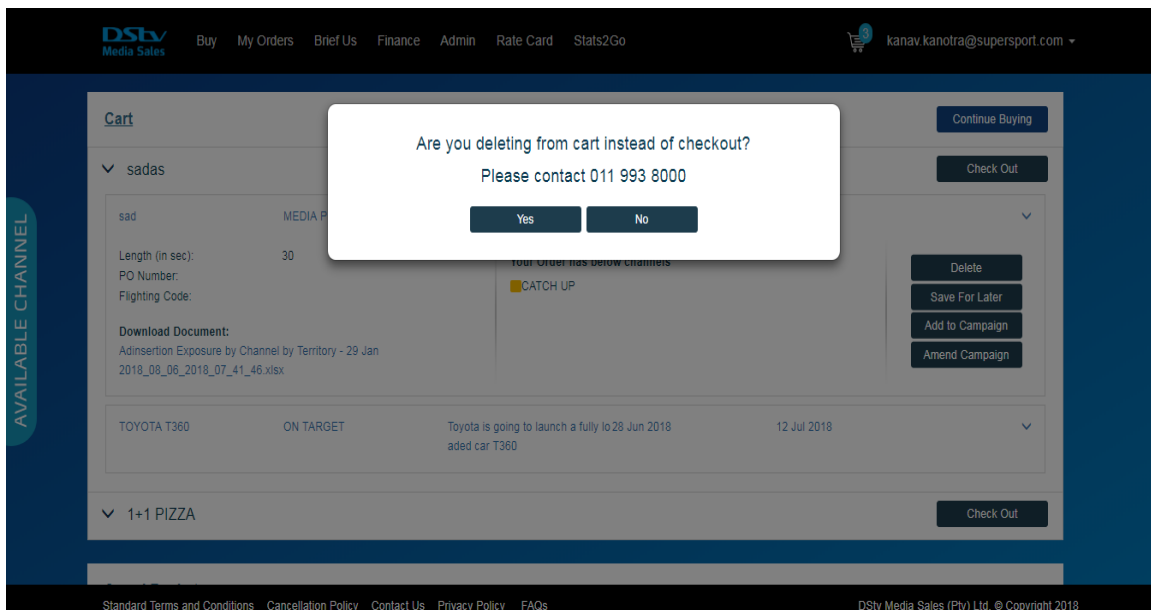 DStv
Media Sales
Buy My Orders Brief Us Finance Admin Rate Card Stats2Go
3
kanav.kanotra@supersport.com
Cart
Continue Buying
Are you deleting from cart instead of checkout?
Please contact 011 993 8000
Yes No
sadas
Check Out
sad MEDIA P
Length (in sec): 30
PO Number:
Flighting Code:
Download Document:
Adinsertion Exposure by Channel by Territory - 29 Jan
2018_08_06_2018_07_41_46.xlsx
Your Order has below channels
CATCH UP
Delete
Save For Later
Add to Campaign
Amend Campaign
AVAILABLE CHANNEL
TOYOTA T360 ON TARGET Toyota is going to launch a fully lo 28 Jun 2018 12 Jul 2018
aded car T360
1+1 PIZZA
Check Out
Standard Terms and Conditions Cancellation Policy Contact Us Privacy Policy FAQs
DStv Media Sales (Pty) Ltd. © Copyright 2018